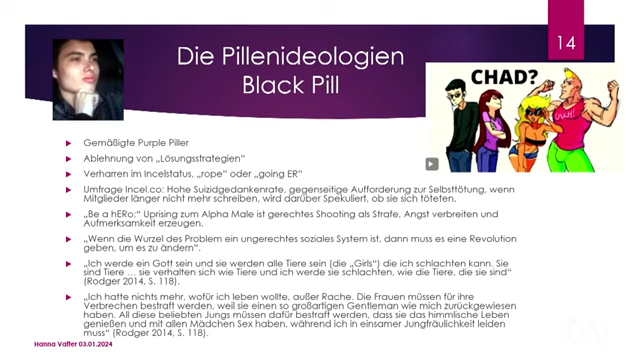 14
Die Pillenideologien
Black Pill
CHAD?
Gemäßigte Purple Piller
Ablehnung von „Lösungsstrategien“
Verharren im Incelstatus, „rope“ oder „going ER“
Umfrage Incel.co: Hohe Suizidgedankenrate, gegenseitige Aufforderung zur Selbsttötung, wenn
Mitglieder länger nicht mehr schreiben, wird darüber Spekuliert, ob sie sich töteten.
„Be a hERo:“ Uprising zum Alpha Male ist gerechtes Shooting als Strafe, Angst verbreiten und
Aufmerksamkeit erzeugen.
„Wenn die Wurzel des Problem ein ungerechtes soziales System ist, dann muss es eine Revolution
geben, um es zu ändern“.
„Ich werde ein Gott sein und sie werden alle Tiere sein (die „Girls“) die ich schlachten kann. Sie
sind Tiere … sie verhalten sich wie Tiere und ich werde sie schlachten, wie die Tiere, die sie sind“
(Rodger 2014, S. 118).
„Ich hatte nichts mehr, wofür ich leben wollte, außer Rache. Die Frauen müssen für ihre
Verbrechen bestraft werden, weil sie einen so großartigen Gentleman wie mich zurückgewiesen
haben. All diese beliebten Jungs müssen dafür bestraft werden, dass sie das himmlische Leben
genießen und mit allen Mädchen Sex haben, während ich in einsamer Jungfräulichkeit leiden
muss“ (Rodger 2014, S. 118).
Hanna Vatter 03.01.2024